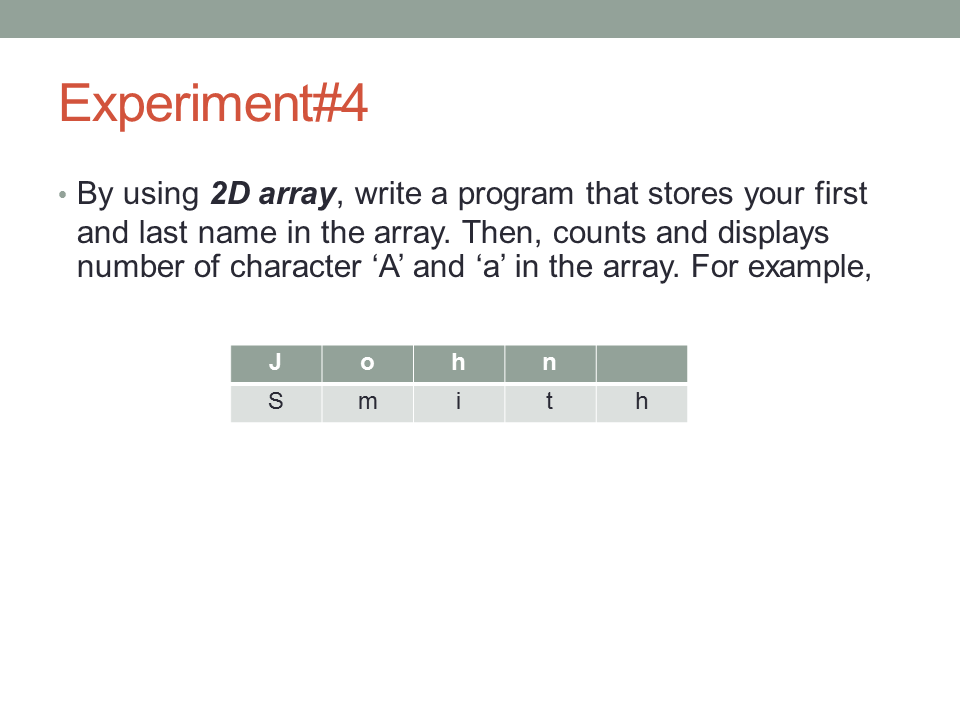 Experiment#4
• By using 2D array, write a program that stores your first
and last name in the array. Then, counts and displays
number of character ‘A’ and ‘a’ in the array. For example,
J o h n
S m i t h